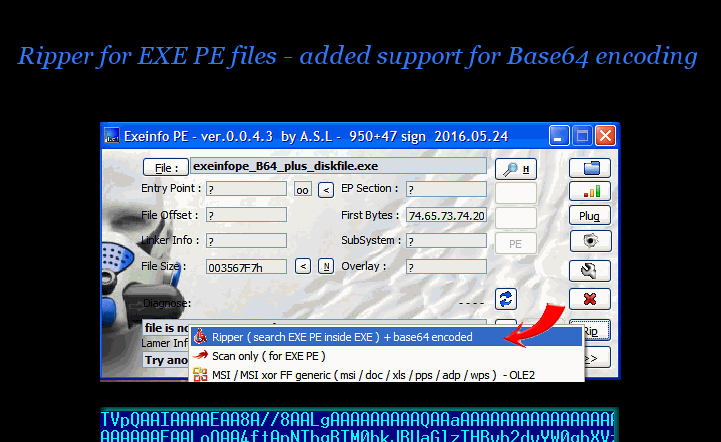 Ripper for EXE PE files - added support for Base64 encoding
Exeinfo PE - ver.0.0.4.3 by A.S.L - 950+47 sign 2016.05.24
File : exeinfope_B64_plus_diskfile.exe H
Entry Point : ? oo < EP Section : ?
File Offset : ? First Bytes : 74.65.73.74.20 Plug
Linker Info : ? SubSystem : ? PE
File Size : 003567F7h < N Overlay : ?
Diagnose: ----
file is no
Ripper ( search EXE PE inside EXE ) + base64 encoded Rip
Lamer Infor
Scan only ( for EXE PE )
Try ano >>
MSI / MSI xor FF generic ( msi / doc / xls / pps / adp / wps ) - OLE2